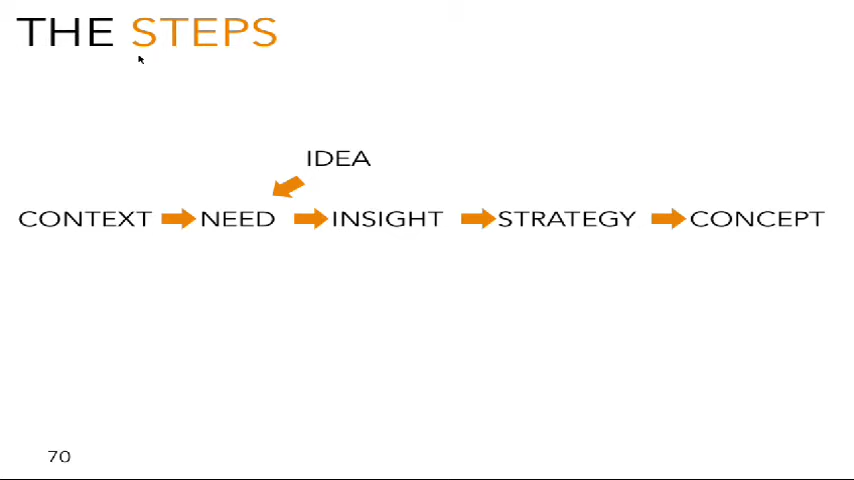 THE STEPS
IDEA
CONTEXT NEED INSIGHT STRATEGY CONCEPT
70